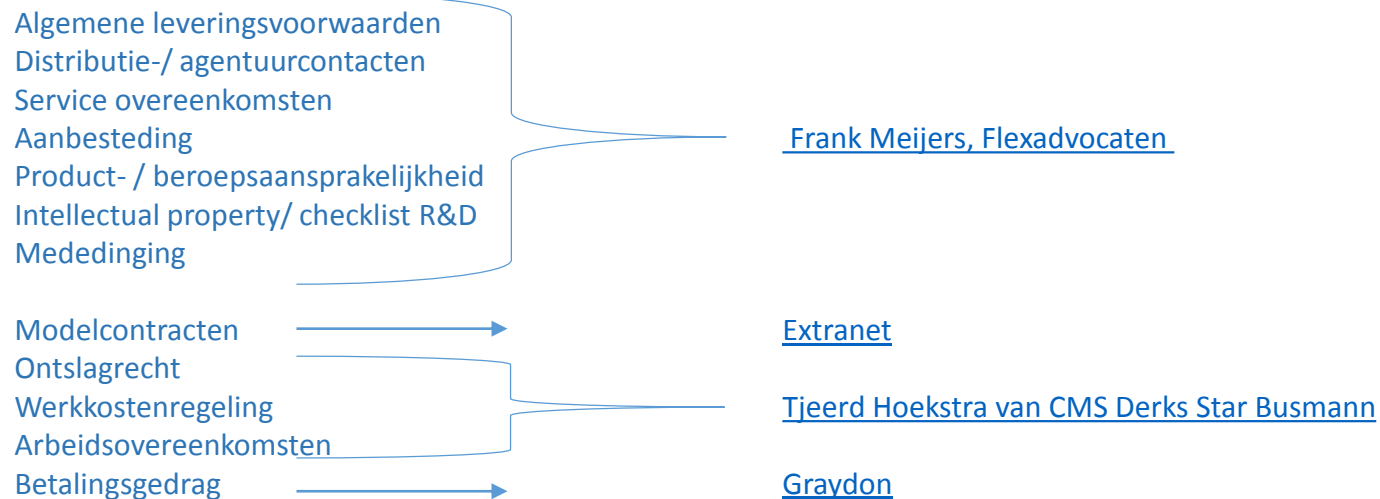 Algemene leveringsvoorwaarden
Distributie-/ agentuurcontacten
Service overeenkomsten
Aanbesteding
Frank Meijers, Flexadvocaten
Product- / beroepsaansprakelijkheid
Intellectual property/ checklist R&D
Mededinging
Modelcontracten
Extranet
Ontslagrecht
Werkkostenregeling
Tjeerd Hoekstra van CMS Derks Star Busmann
Arbeidsovereenkomsten
Betalingsgedrag
Graydon